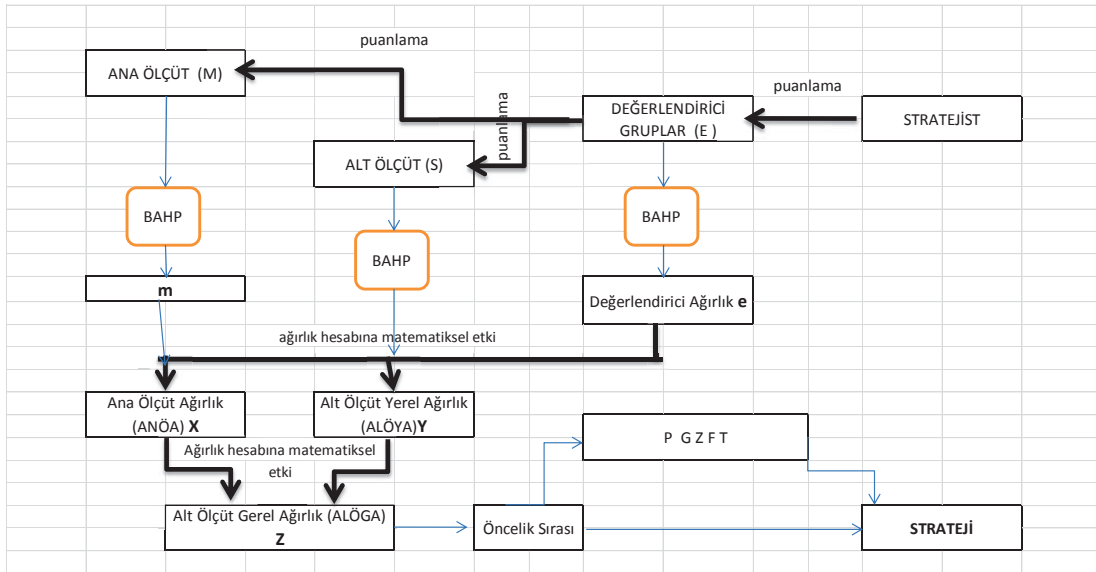 puanlama
ANA ÖLÇÜT (M)
puanlama
DEĞERLENDİRİCİ
GRUPLAR (E )
STRATEJİST
puanlama
ALT ÖLÇÜT (S)
BAHP
BAHP
BAHP
m
Değerlendirici Ağırlık e
ağırlık hesabına matematiksel etki
Ana Ölçüt Ağırlık
(ANÖA) X
Alt Ölçüt Yerel Ağırlık
(ALÖYA)Y
P G Z F T
Ağırlık hesabına matematiksel
etki
Alt Ölçüt Gerel Ağırlık (ALÖGA)
Z
Öncelik Sırası
STRATEJİ